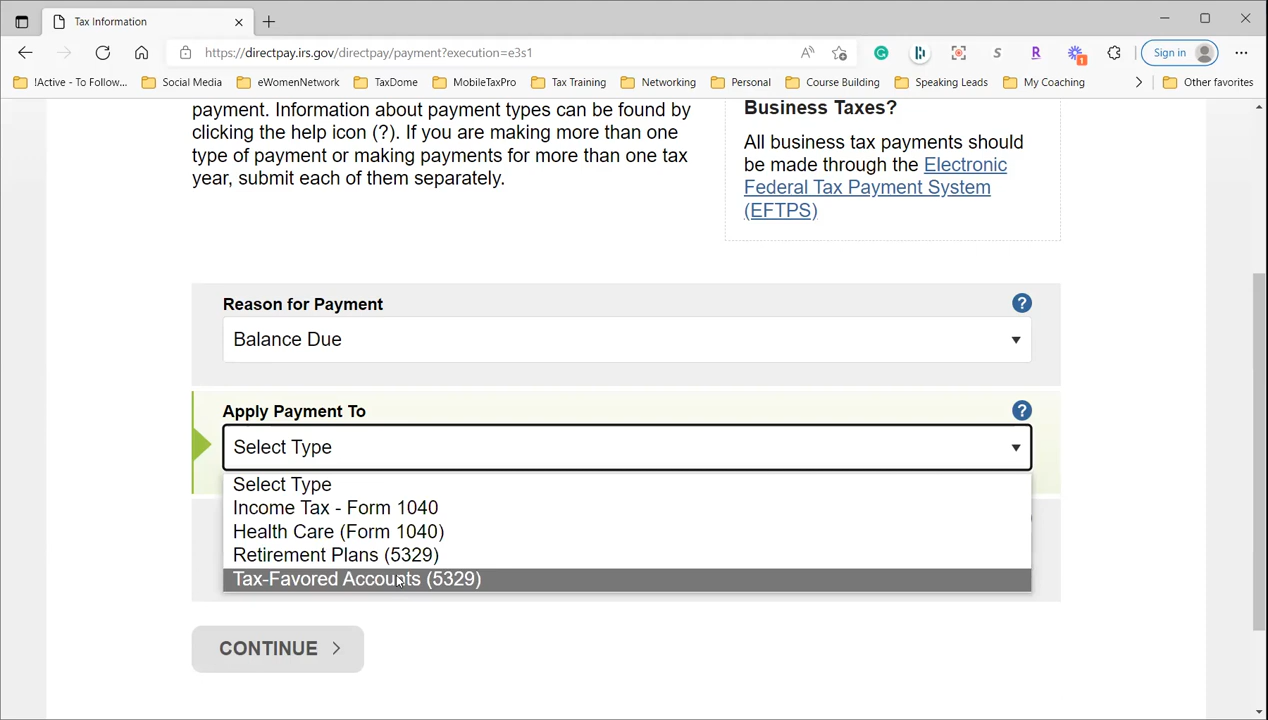 Tax Information
https://directpay.irs.gov/directpay/payment?execution=e3s1
Sign in
!Active - To Follow...
Social Media
eWomenNetwork
TaxDome
MobileTaxPro
Tax Training
Networking
Personal
Course Building
Speaking Leads
My Coaching
Other favorites
payment. Information about payment types can be found by
clicking the help icon (?). If you are making more than one
type of payment or making payments for more than one tax
year, submit each of them separately.
Business Taxes?
All business tax payments should
be made through the Electronic
Federal Tax Payment System
(EFTPS)
Reason for Payment
?
Balance Due
Apply Payment To
?
Select Type
Select Type
Income Tax - Form 1040
Health Care (Form 1040)
Retirement Plans (5329)
Tax-Favored Accounts (5329)
CONTINUE